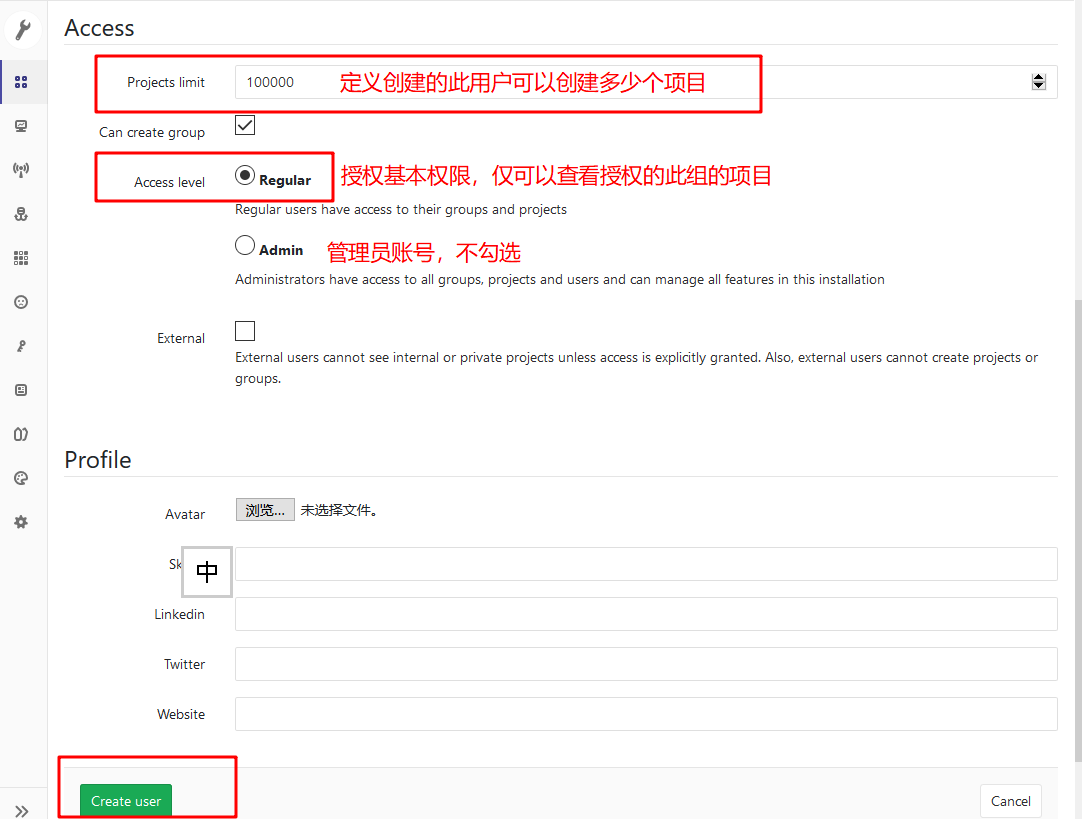 Access
Projects limit 100000 定义创建的此用户可以创建多少个项目
Can create group
Access level Regular 授权基本权限，仅可以查看授权的此组的项目
Regular users have access to their groups and projects
Admin 管理员账号，不勾选
Administrators have access to all groups, projects and users and can manage all features in this installation
External
External users cannot see internal or private projects unless access is explicitly granted. Also, external users cannot create projects or
groups.
Profile
Avatar 浏览... 未选择文件。
Sk 中
Linkedin
Twitter
Website
Create user Cancel